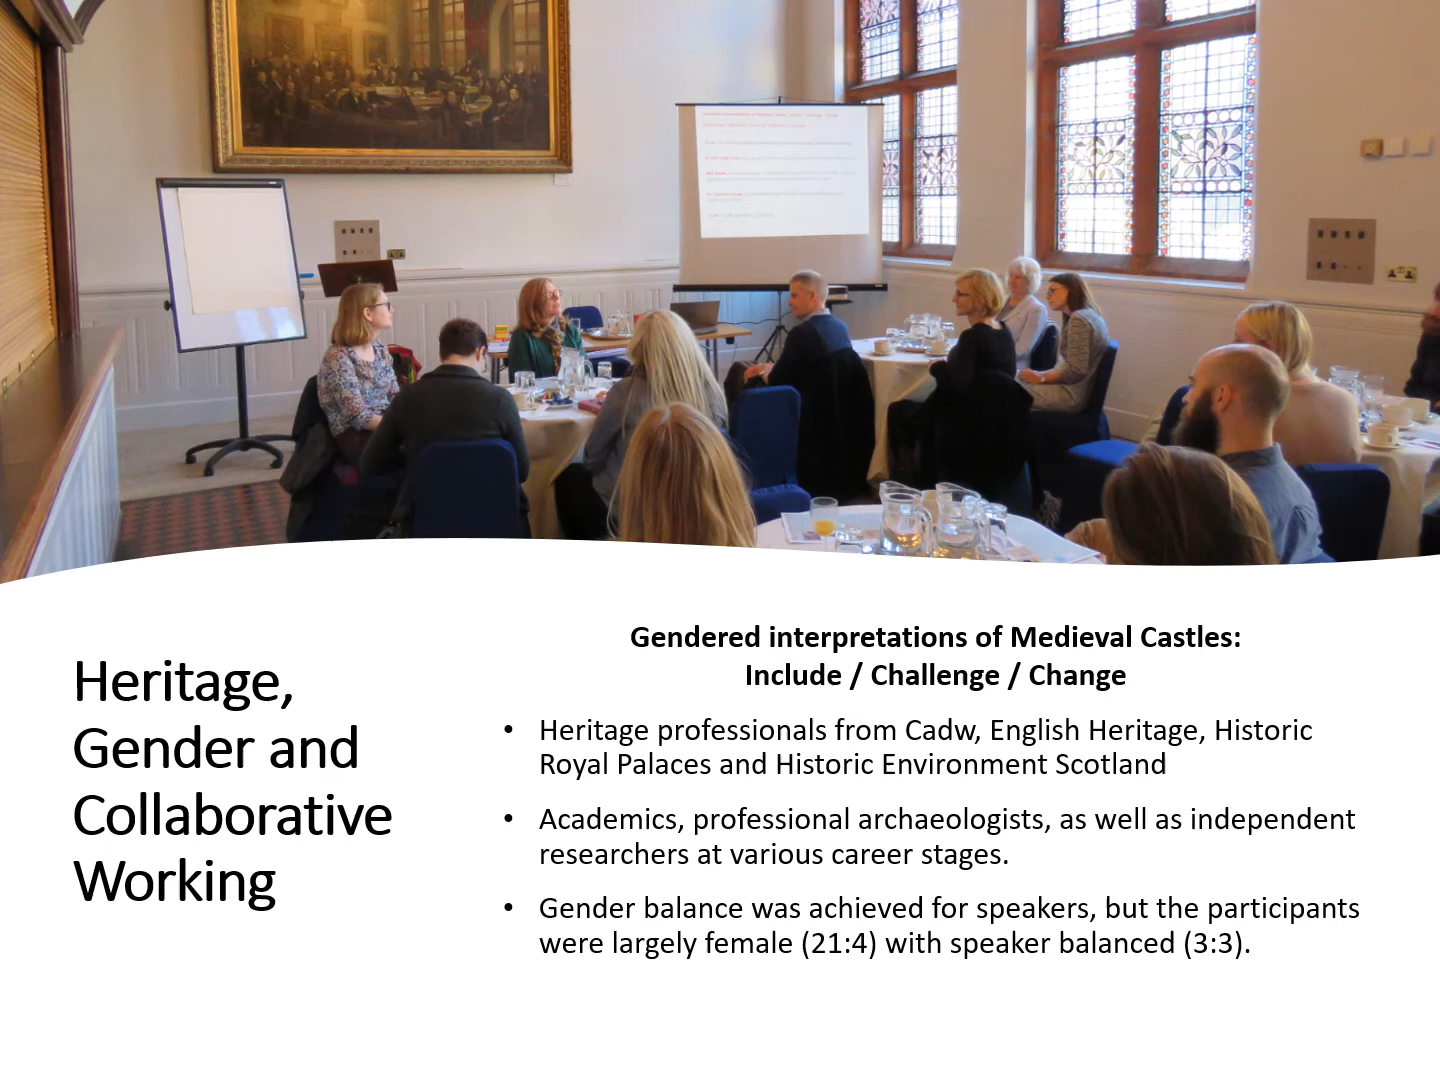 Heritage,
Gender and
Collaborative
Working
Gendered interpretations of Medieval Castles:
Include / Challenge / Change
• Heritage professionals from Cadw, English Heritage, Historic
Royal Palaces and Historic Environment Scotland
• Academics, professional archaeologists, as well as independent
researchers at various career stages.
• Gender balance was achieved for speakers, but the participants
were largely female (21:4) with speaker balanced (3:3).